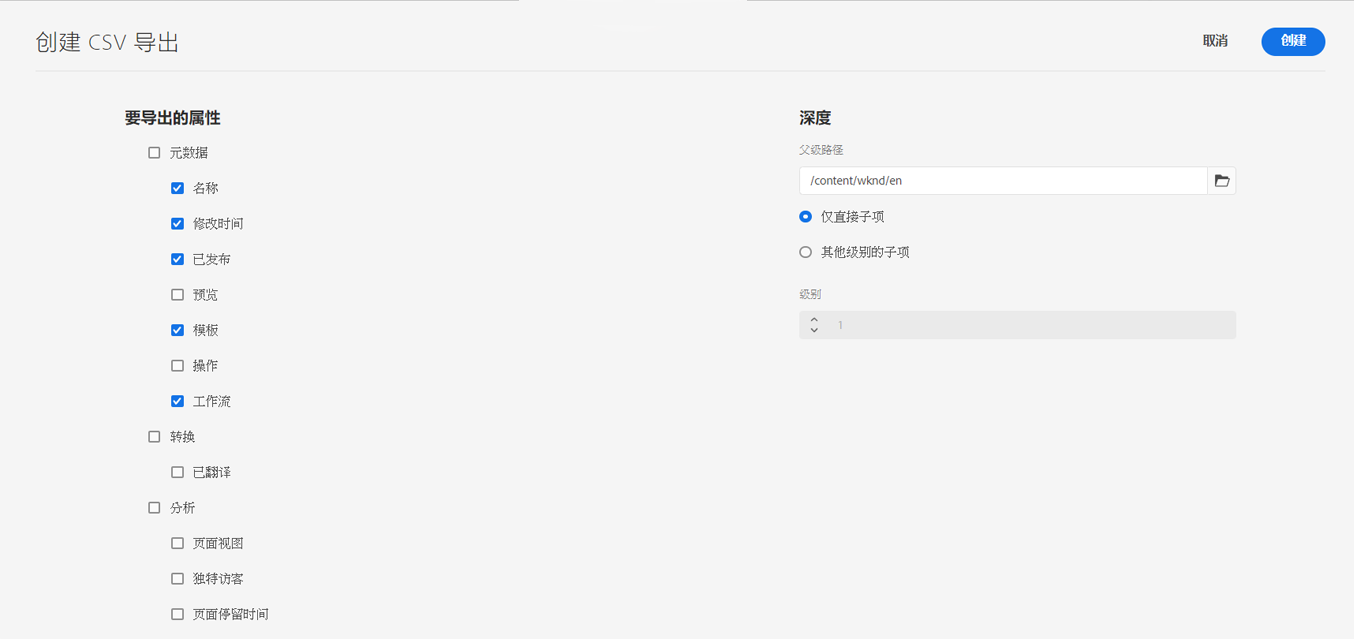 创建 CSV 导出
取消
创建
要导出的属性
元数据
名称
修改时间
已发布
预览
模板
操作
工作流
转换
已翻译
分析
页面视图
独特访客
页面停留时间
深度
父级路径
/content/wknd/en
仅直接子项
其他级别的子项
级别
1